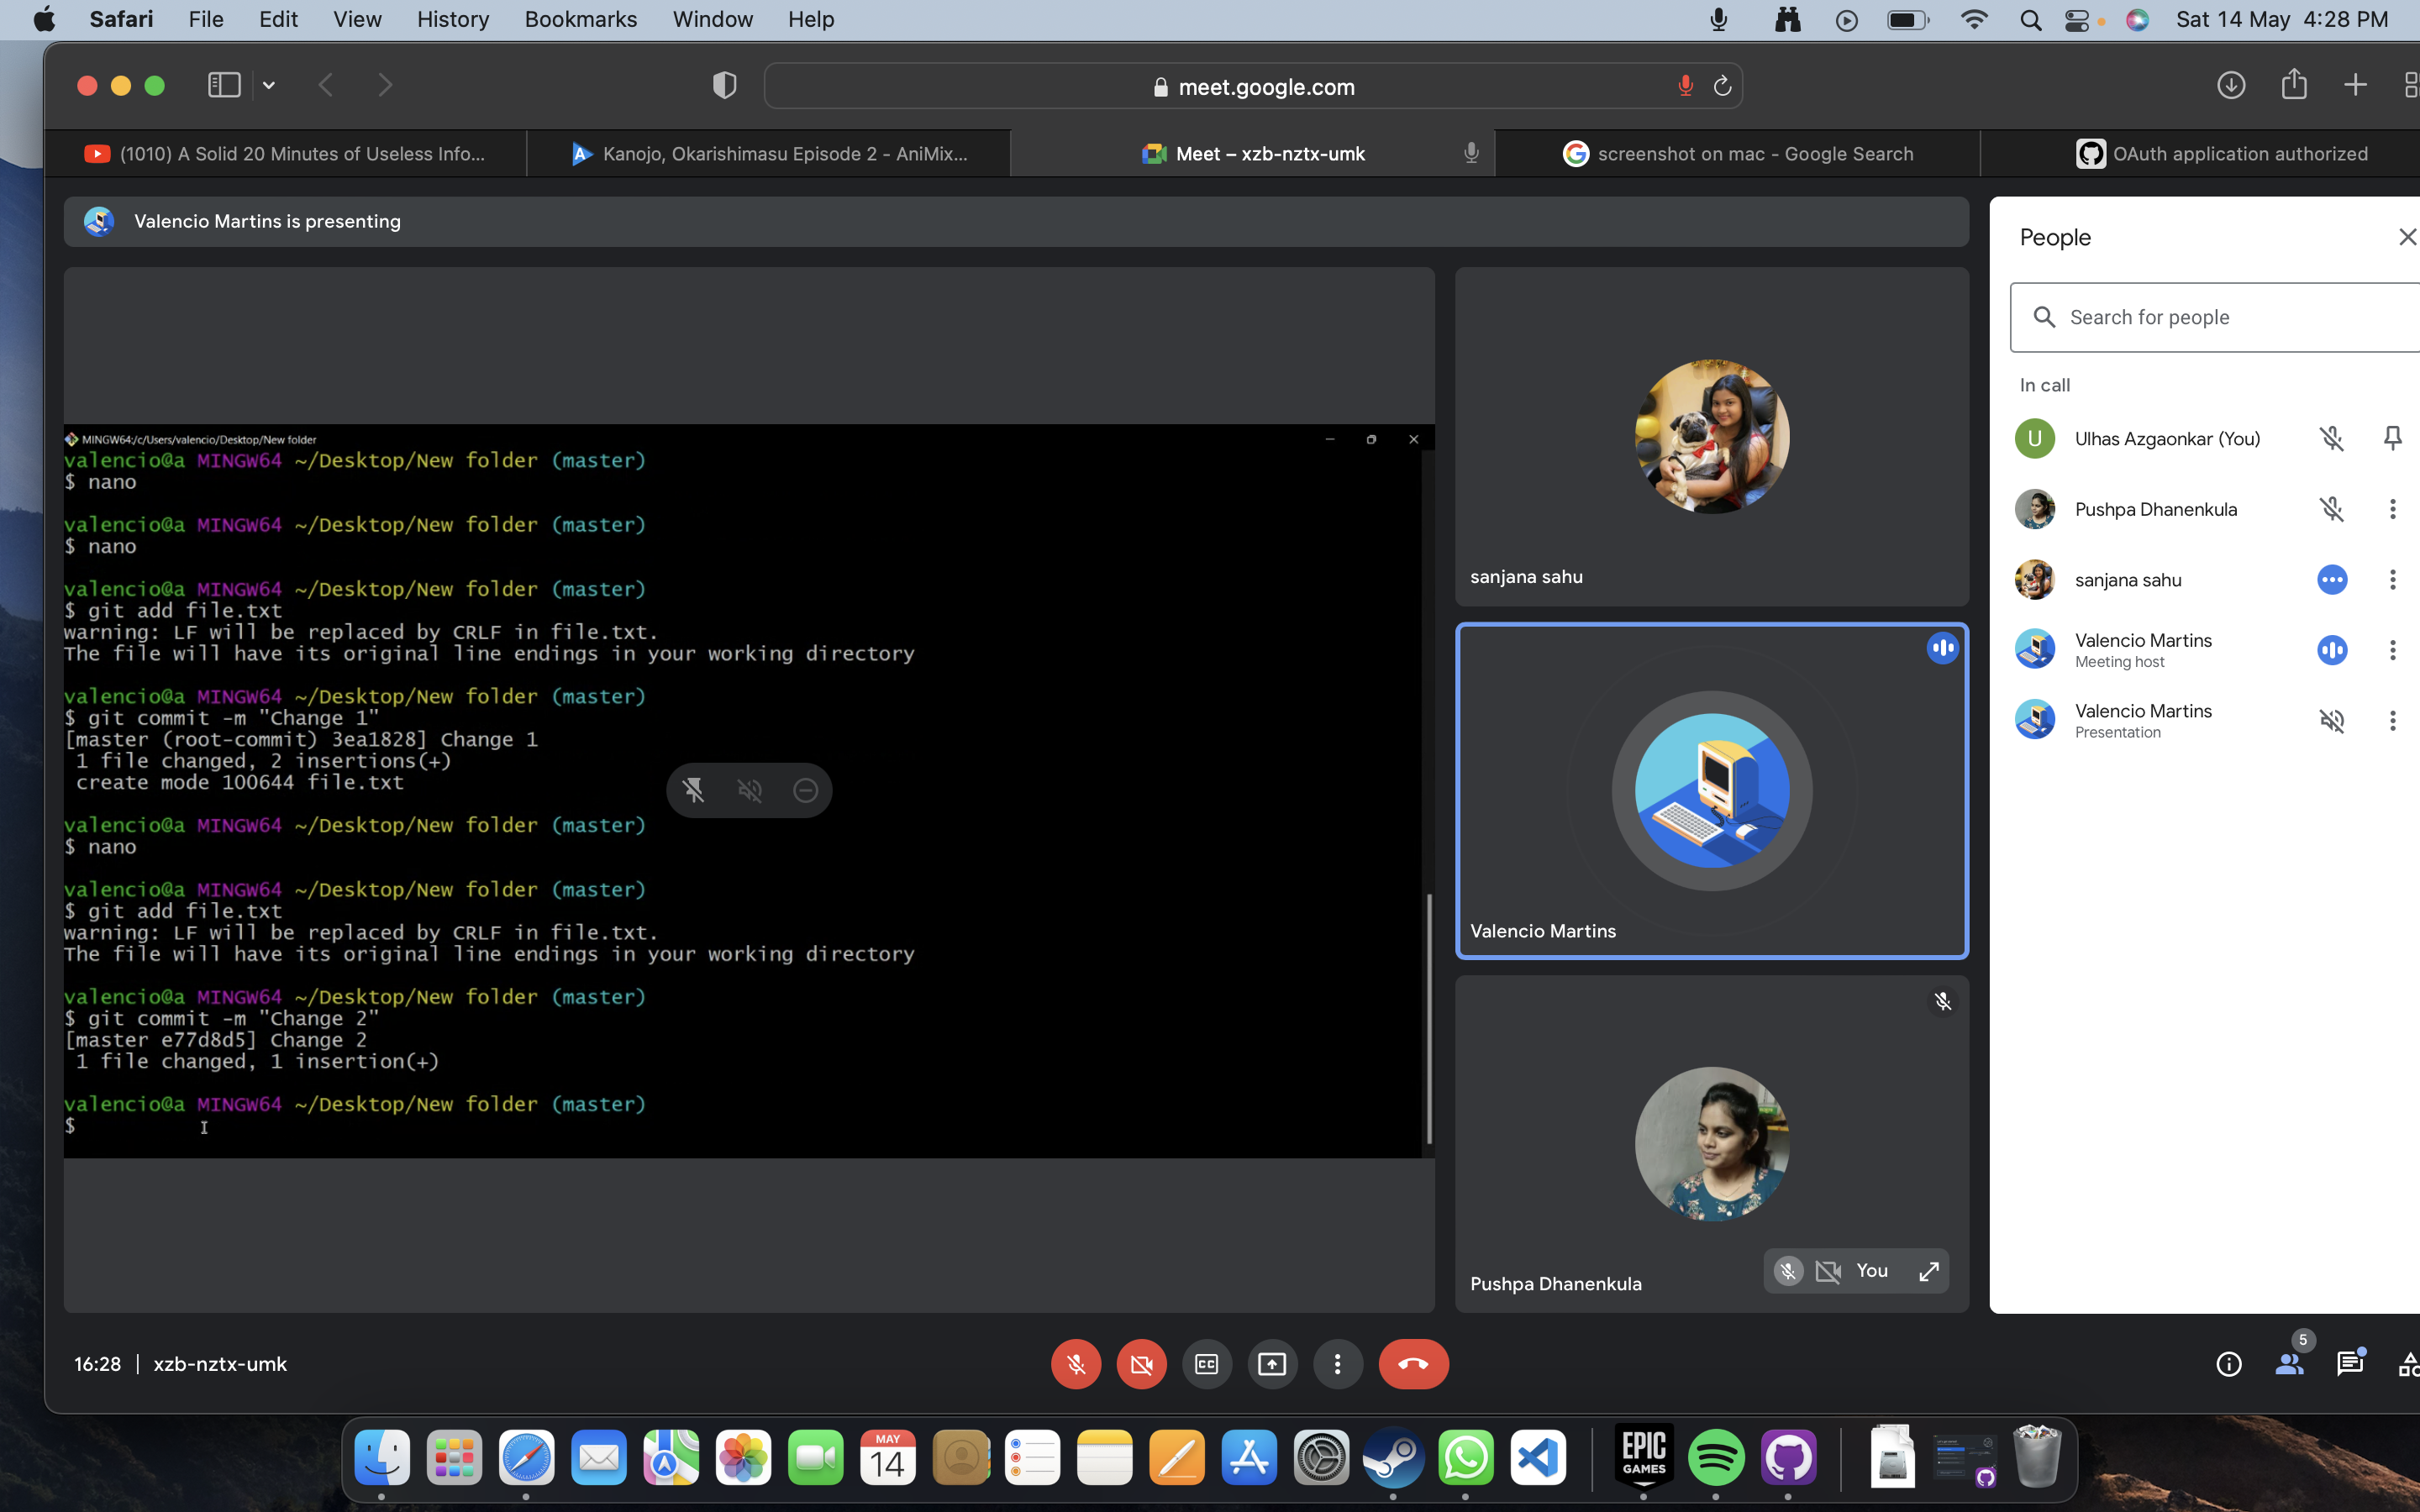 Safari File Edit View History Bookmarks Window Help Sat 14 May 4:28 PM
meet.google.com
(1010) A Solid 20 Minutes of Useless Info...
Kanojo, Okarishimasu Episode 2 - AniMix...
Meet – xzb-nztx-umk
screenshot on mac - Google Search
OAuth application authorized
Valencio Martins is presenting
MINGW64:/c/Users/valencio/Desktop/New folder
valencio@a MINGW64 ~/Desktop/New folder (master)
$ nano
valencio@a MINGW64 ~/Desktop/New folder (master)
$ nano
valencio@a MINGW64 ~/Desktop/New folder (master)
$ git add file.txt
warning: LF will be replaced by CRLF in file.txt.
The file will have its original line endings in your working directory
valencio@a MINGW64 ~/Desktop/New folder (master)
$ git commit -m "Change 1"
[master (root-commit) 3ea1828] Change 1
1 file changed, 2 insertions(+)
create mode 100644 file.txt
valencio@a MINGW64 ~/Desktop/New folder (master)
$ nano
valencio@a MINGW64 ~/Desktop/New folder (master)
$ git add file.txt
warning: LF will be replaced by CRLF in file.txt.
The file will have its original line endings in your working directory
valencio@a MINGW64 ~/Desktop/New folder (master)
$ git commit -m "Change 2"
[master e77d8d5] Change 2
1 file changed, 1 insertion(+)
valencio@a MINGW64 ~/Desktop/New folder (master)
$
sanjana sahu
Valencio Martins
Pushpa Dhanenkula
You
People
Search for people
In call
U
Ulhas Azgaonkar (You)
Pushpa Dhanenkula
sanjana sahu
Valencio Martins
Meeting host
Valencio Martins
Presentation
16:28 | xzb-nztx-umk
CC
5
MAY
14
EPIC
GAMES